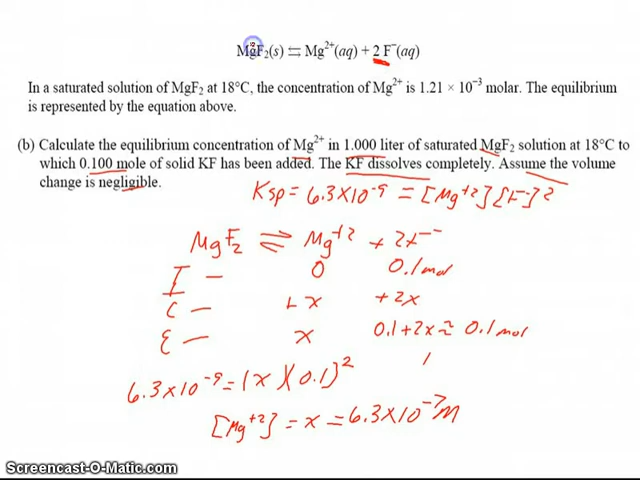 MgF₂(s) ⇆ Mg²⁺(aq) + 2 F⁻(aq)
In a saturated solution of MgF₂ at 18°C, the concentration of Mg²⁺ is 1.21 × 10⁻³ molar. The equilibrium
is represented by the equation above.
(b) Calculate the equilibrium concentration of Mg²⁺ in 1.000 liter of saturated MgF₂ solution at 18°C to
which 0.100 mole of solid KF has been added. The KF dissolves completely. Assume the volume
change is negligible.
Ksp = 6.3 × 10⁻⁹ = [Mg⁺²][F⁻]²
MgF₂ ⇌ Mg⁺² + 2F⁻
I — 0 0.1 mol
C — + x + 2x
E — x 0.1 + 2x ≈ 0.1 mol
6.3 × 10⁻⁹ = (x)(0.1)²
[Mg⁺²] = x = 6.3 × 10⁻⁷ M
Screencast-O-Matic.com